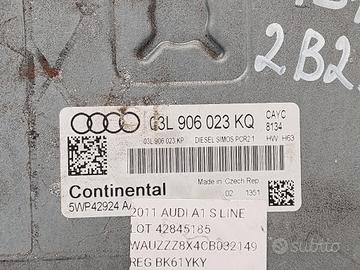 2B2
03L 906 023 KQ
CAYC
8134
03L 906 023 KP DIESEL SIMOS PCR2.1 HW H63
Continental
Made in Czech Rep
02 1351
5WP42924 A
2011 AUDI A1 S LINE
LOT 42845185
WAUZZZ8X4CB032149
REG BK61YKY
subito